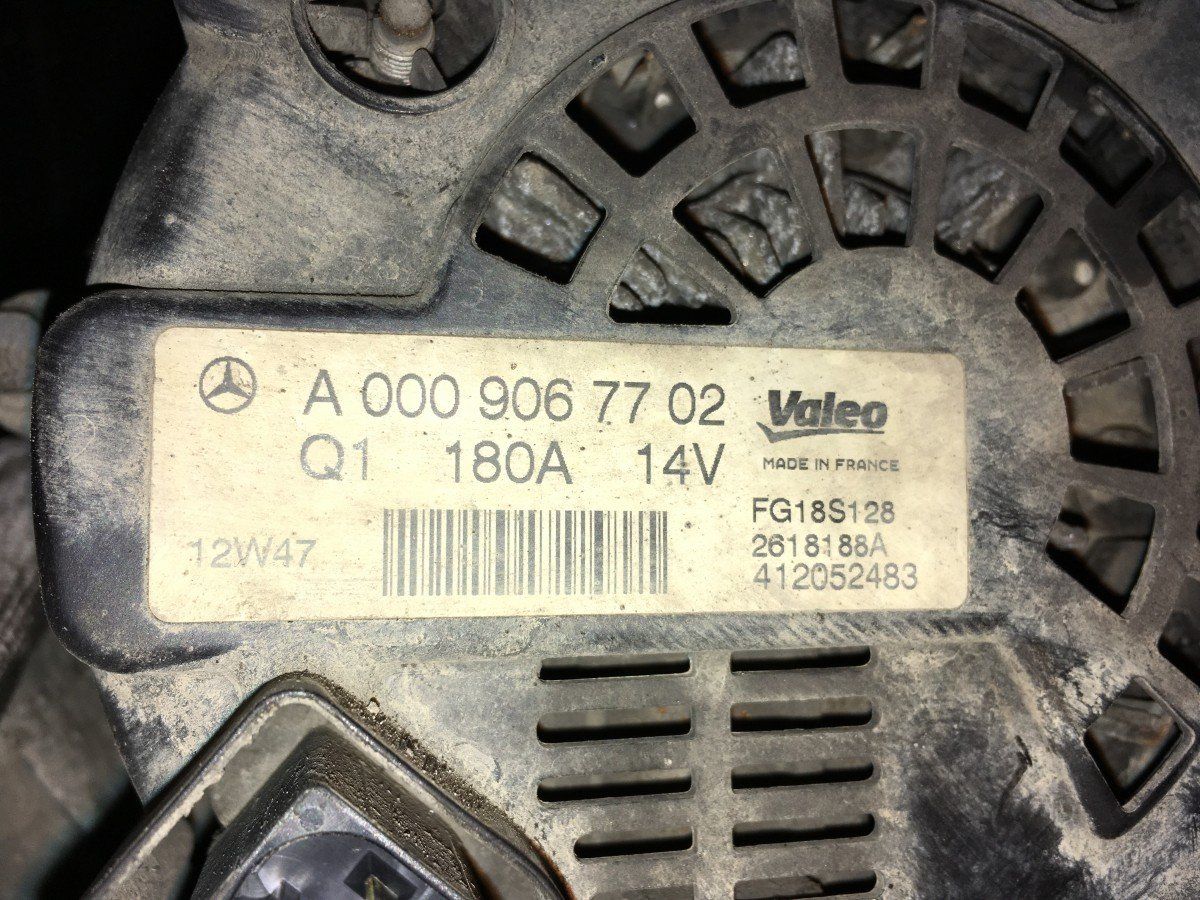 A 000 906 77 02
Q1 180A 14V
Valeo
MADE IN FRANCE
FG18S128
2618188A
412052483
12W47